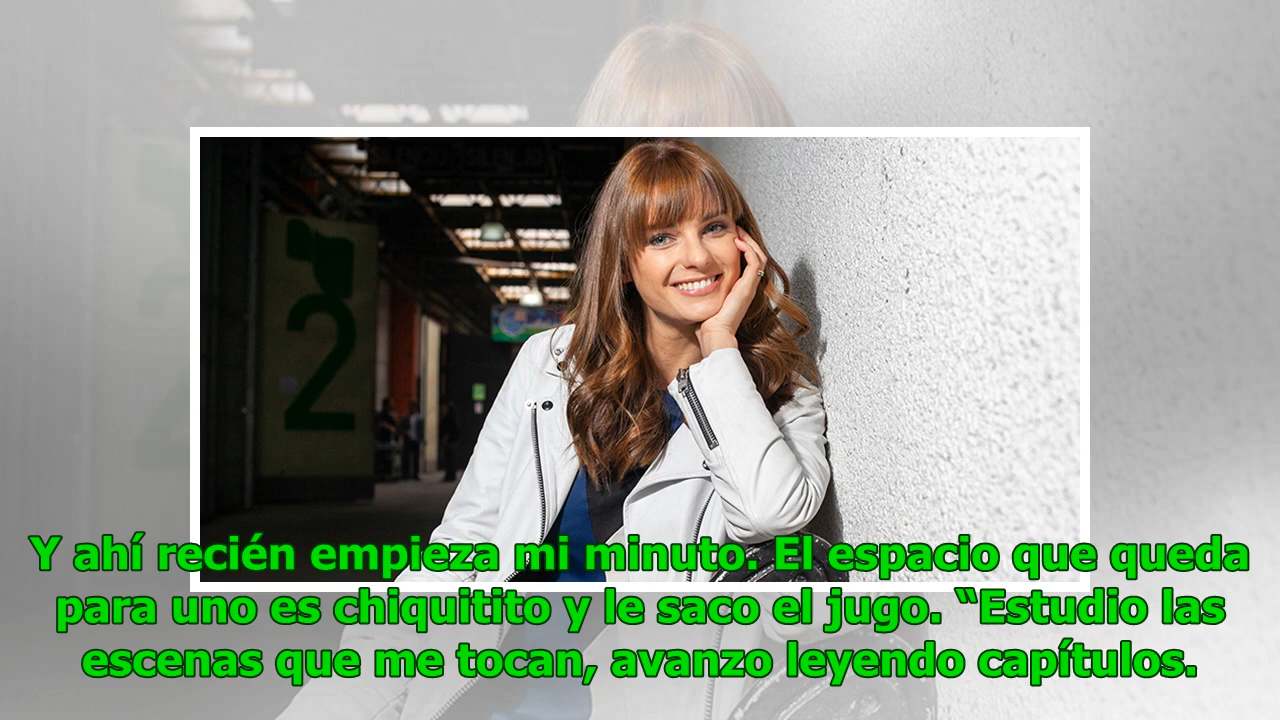 2
Y ahí recién empieza mi minuto. El espacio que queda
para uno es chiquitito y le saco el jugo. “Estudio las
escenas que me tocan, avanzo leyendo capítulos.